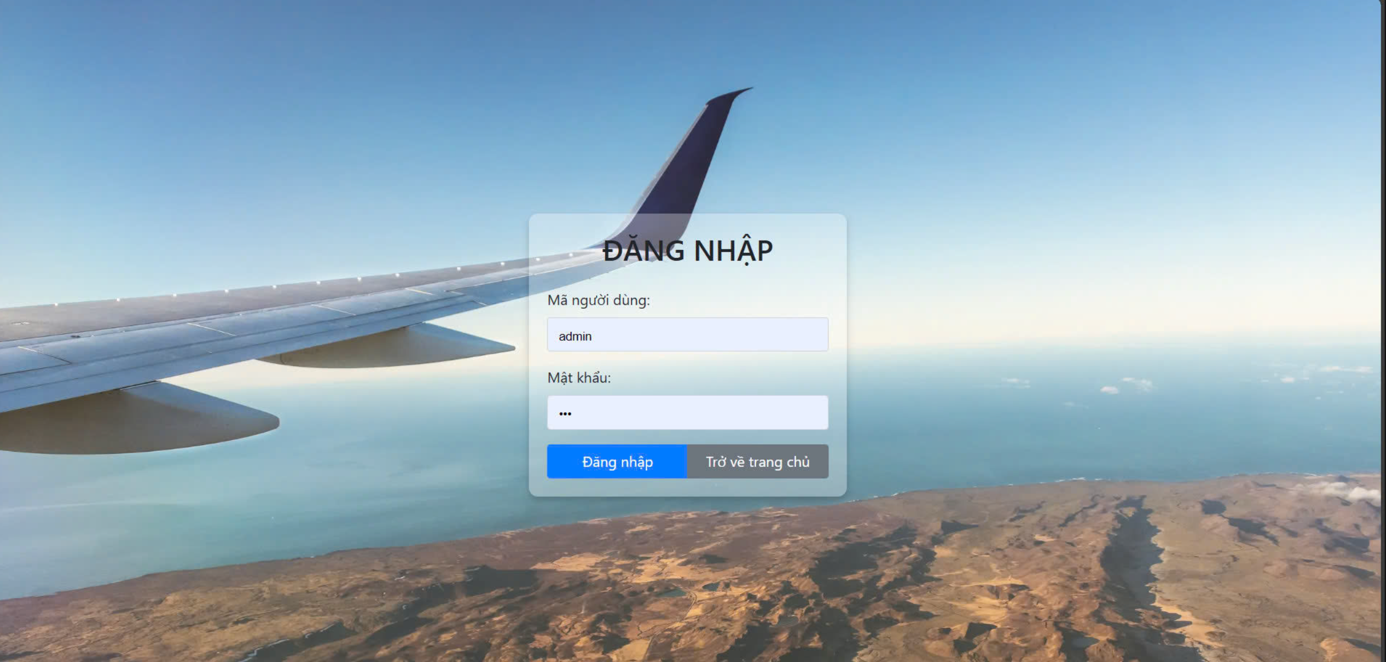 ĐĂNG NHẬP
Mã người dùng:
admin
Mật khẩu:
•••
Đăng nhập
Trở về trang chủ